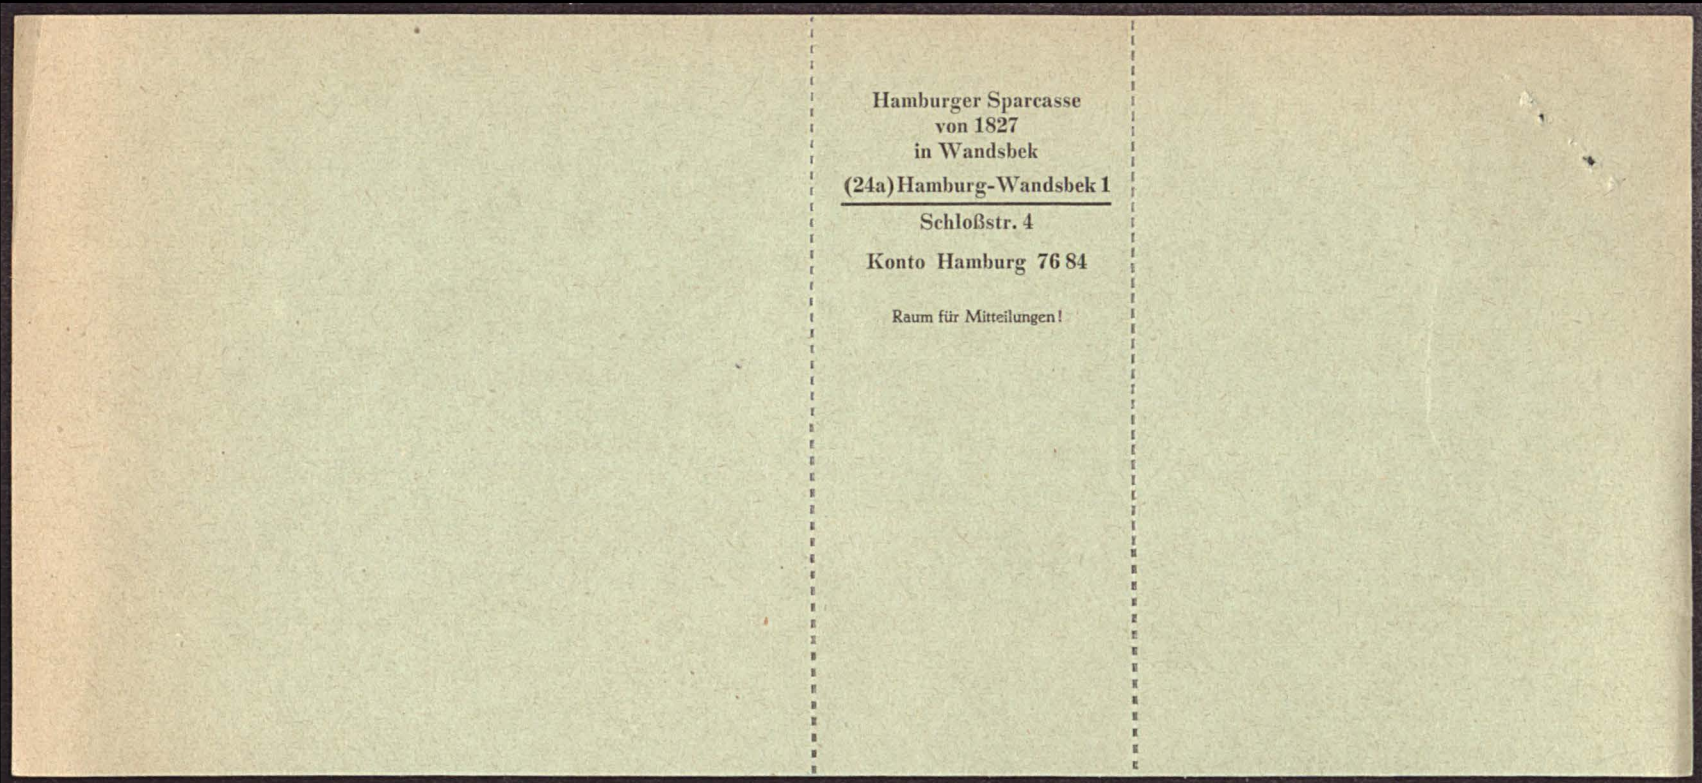 Hamburger Sparcasse
von 1827
in Wandsbek
(24a) Hamburg-Wandsbek 1
Schloßstr. 4
Konto Hamburg 76 84
Raum für Mitteilungen!